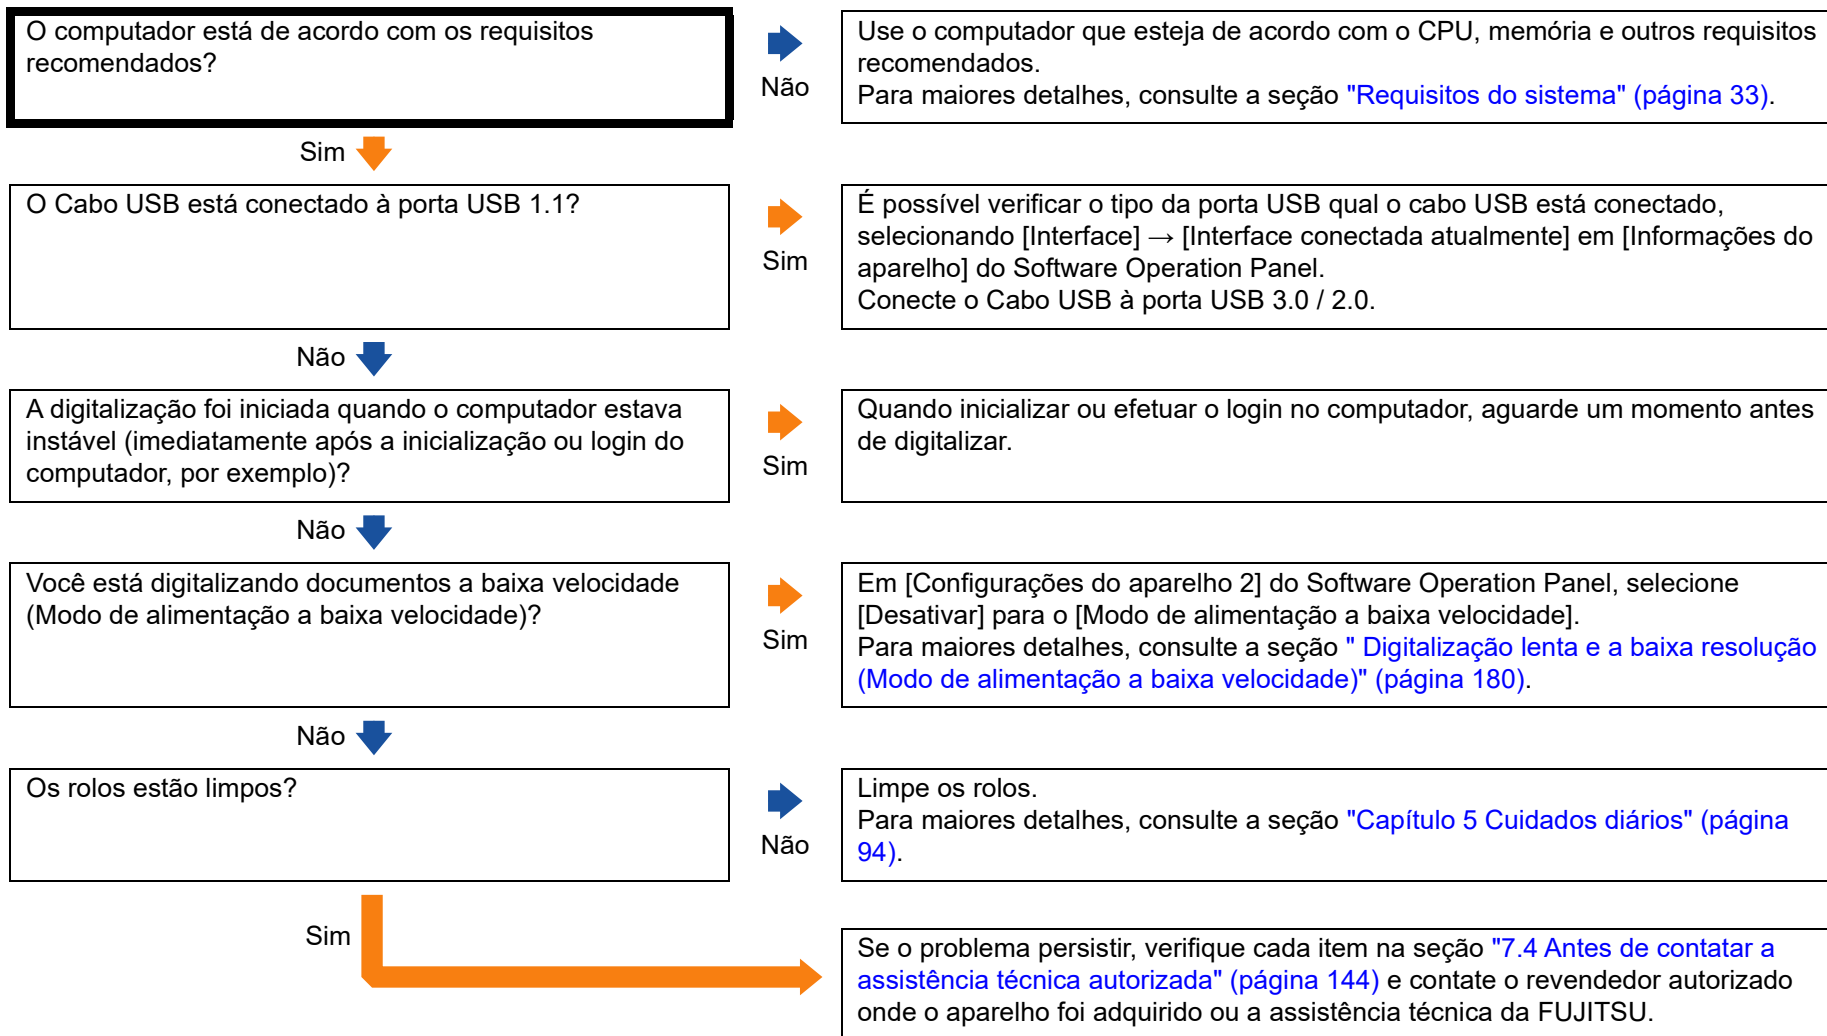 O computador está de acordo com os requisitos
recomendados?
Não
Use o computador que esteja de acordo com o CPU, memória e outros requisitos
recomendados.
Para maiores detalhes, consulte a seção "Requisitos do sistema" (página 33).
Sim
O Cabo USB está conectado à porta USB 1.1?
Sim
É possível verificar o tipo da porta USB qual o cabo USB está conectado,
selecionando [Interface] → [Interface conectada atualmente] em [Informações do
aparelho] do Software Operation Panel.
Conecte o Cabo USB à porta USB 3.0 / 2.0.
Não
A digitalização foi iniciada quando o computador estava
instável (imediatamente após a inicialização ou login do
computador, por exemplo)?
Sim
Quando inicializar ou efetuar o login no computador, aguarde um momento antes
de digitalizar.
Não
Você está digitalizando documentos a baixa velocidade
(Modo de alimentação a baixa velocidade)?
Sim
Em [Configurações do aparelho 2] do Software Operation Panel, selecione
[Desativar] para o [Modo de alimentação a baixa velocidade].
Para maiores detalhes, consulte a seção " Digitalização lenta e a baixa resolução
(Modo de alimentação a baixa velocidade)" (página 180).
Não
Os rolos estão limpos?
Não
Limpe os rolos.
Para maiores detalhes, consulte a seção "Capítulo 5 Cuidados diários" (página
94).
Sim
Se o problema persistir, verifique cada item na seção "7.4 Antes de contatar a
assistência técnica autorizada" (página 144) e contate o revendedor autorizado
onde o aparelho foi adquirido ou a assistência técnica da FUJITSU.